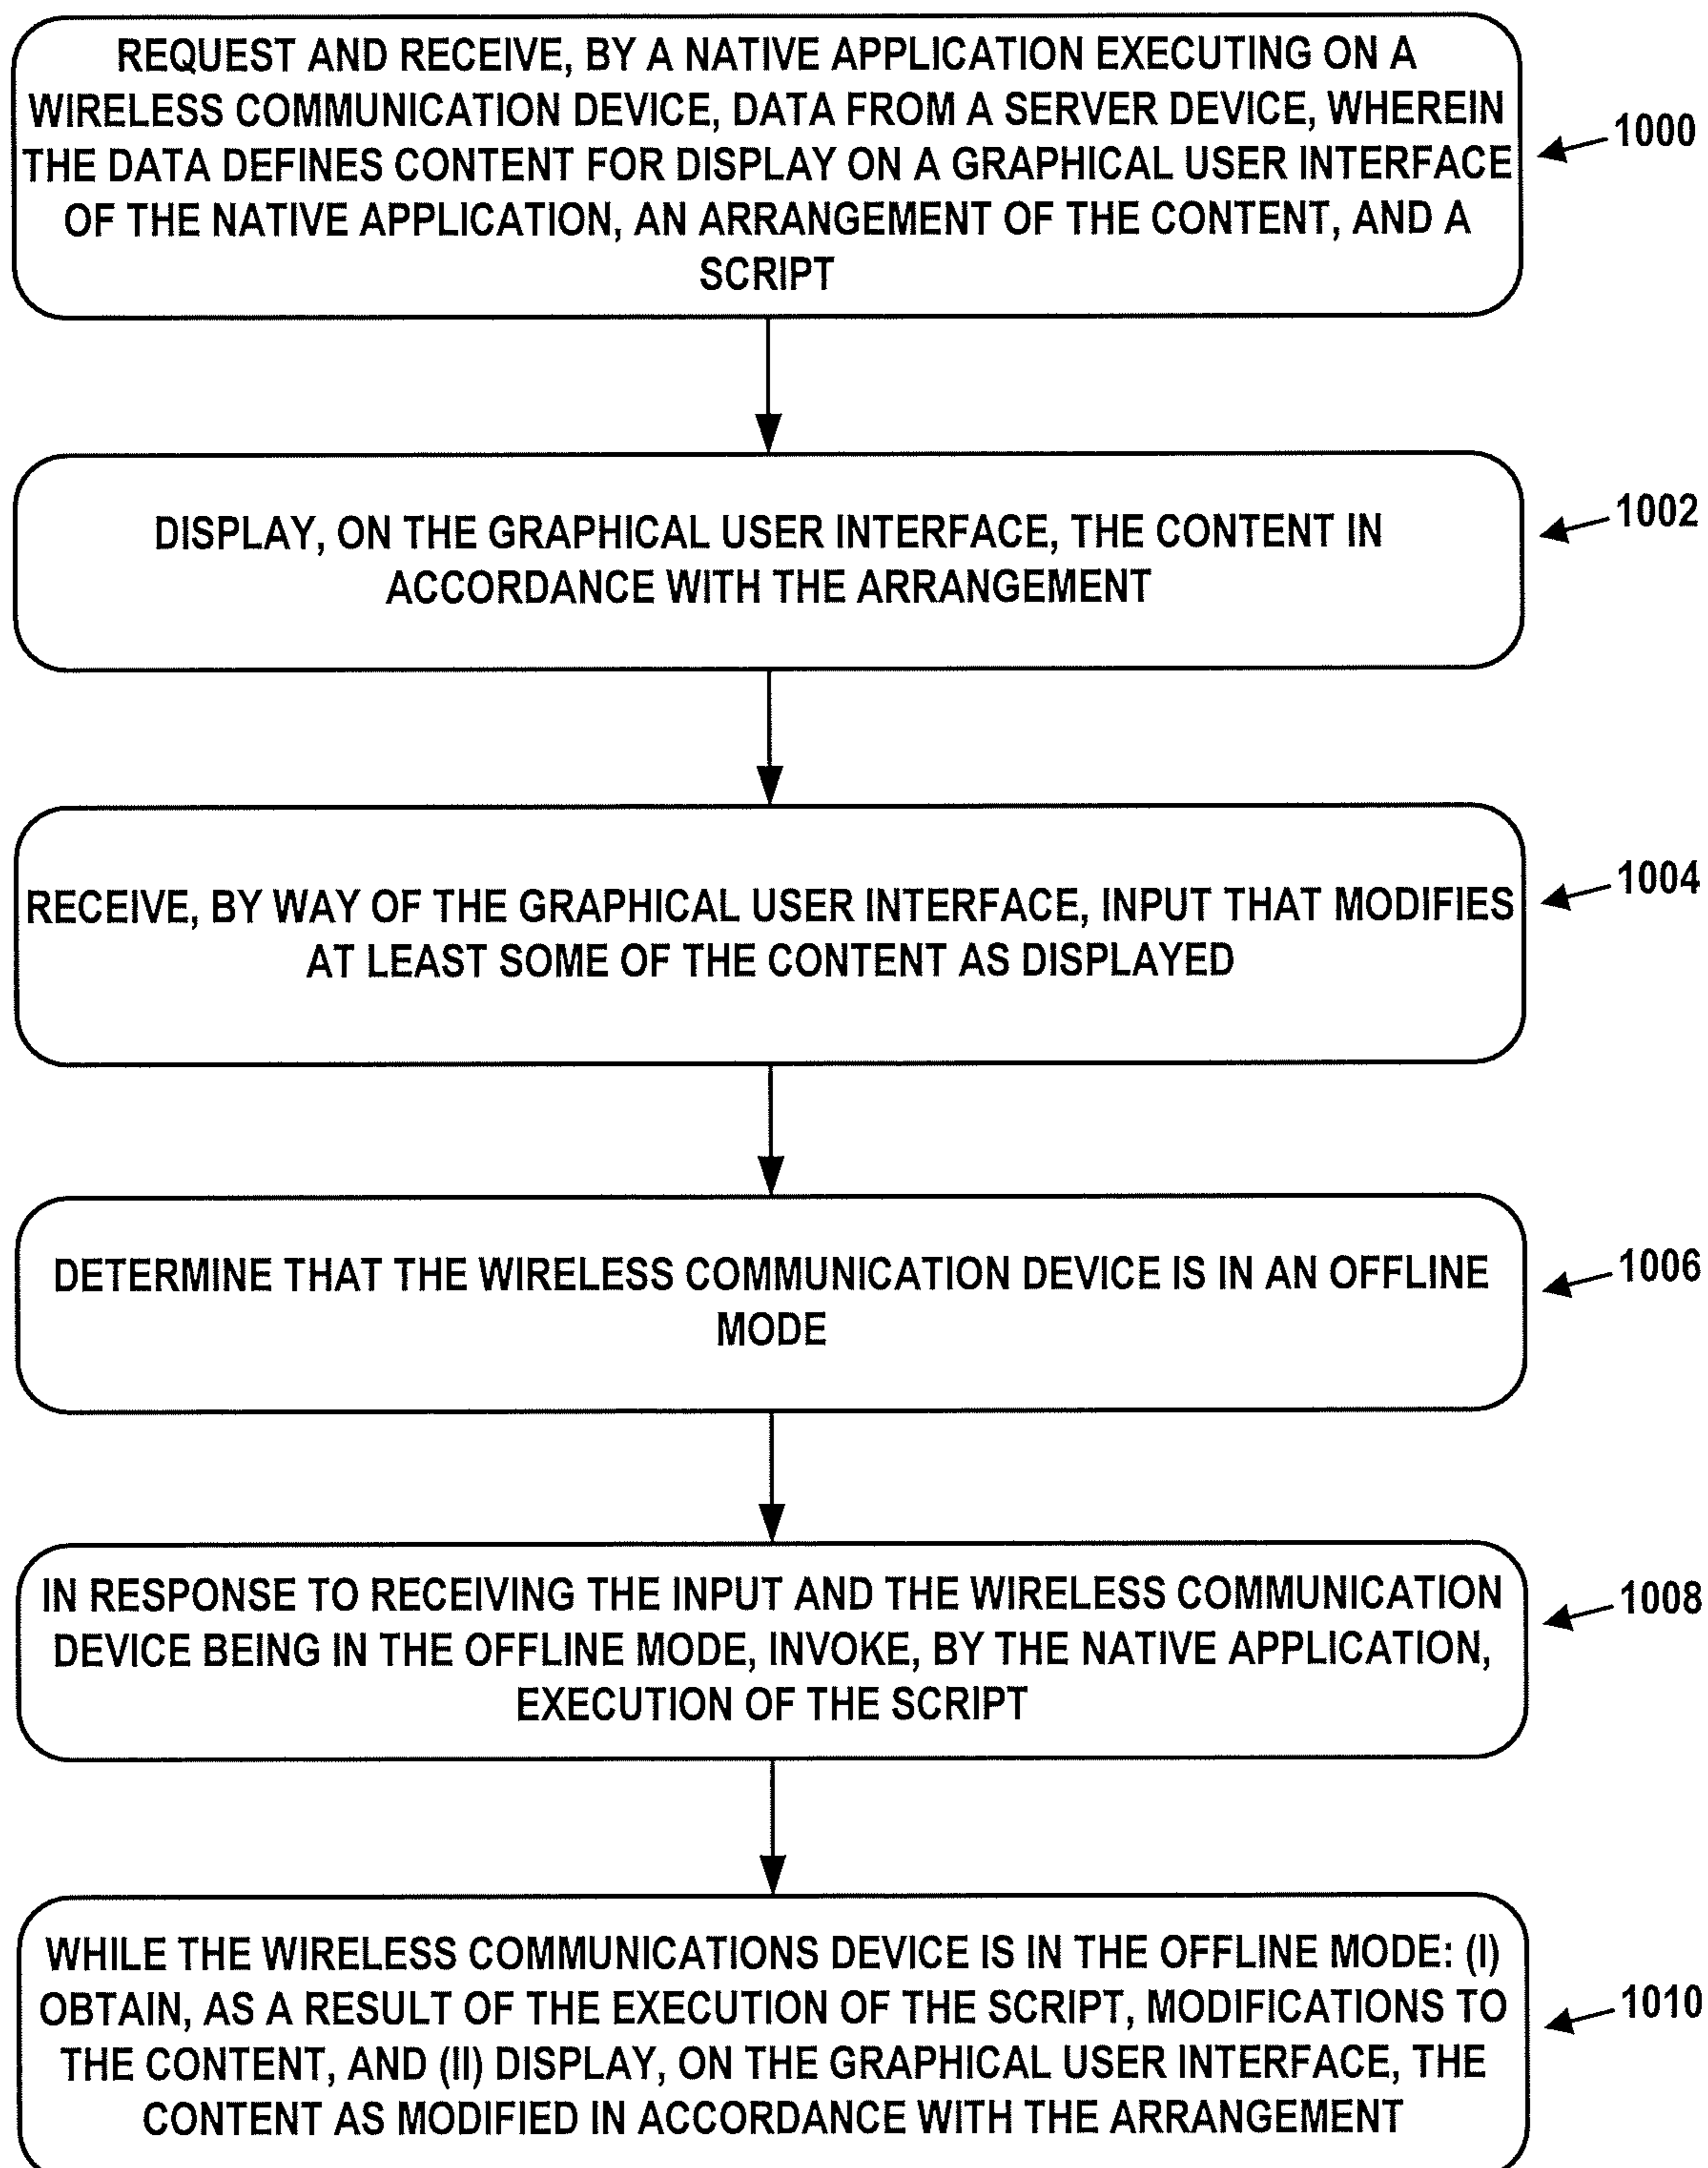 REQUEST AND RECEIVE, BY A NATIVE APPLICATION EXECUTING ON A
WIRELESS COMMUNICATION DEVICE, DATA FROM A SERVER DEVICE, WHEREIN
THE DATA DEFINES CONTENT FOR DISPLAY ON A GRAPHICAL USER INTERFACE
OF THE NATIVE APPLICATION, AN ARRANGEMENT OF THE CONTENT, AND A
SCRIPT
1000
DISPLAY, ON THE GRAPHICAL USER INTERFACE, THE CONTENT IN
ACCORDANCE WITH THE ARRANGEMENT
1002
RECEIVE, BY WAY OF THE GRAPHICAL USER INTERFACE, INPUT THAT MODIFIES
AT LEAST SOME OF THE CONTENT AS DISPLAYED
1004
DETERMINE THAT THE WIRELESS COMMUNICATION DEVICE IS IN AN OFFLINE
MODE
1006
IN RESPONSE TO RECEIVING THE INPUT AND THE WIRELESS COMMUNICATION
DEVICE BEING IN THE OFFLINE MODE, INVOKE, BY THE NATIVE APPLICATION,
EXECUTION OF THE SCRIPT
1008
WHILE THE WIRELESS COMMUNICATIONS DEVICE IS IN THE OFFLINE MODE: (I)
OBTAIN, AS A RESULT OF THE EXECUTION OF THE SCRIPT, MODIFICATIONS TO
THE CONTENT, AND (II) DISPLAY, ON THE GRAPHICAL USER INTERFACE, THE
CONTENT AS MODIFIED IN ACCORDANCE WITH THE ARRANGEMENT
1010